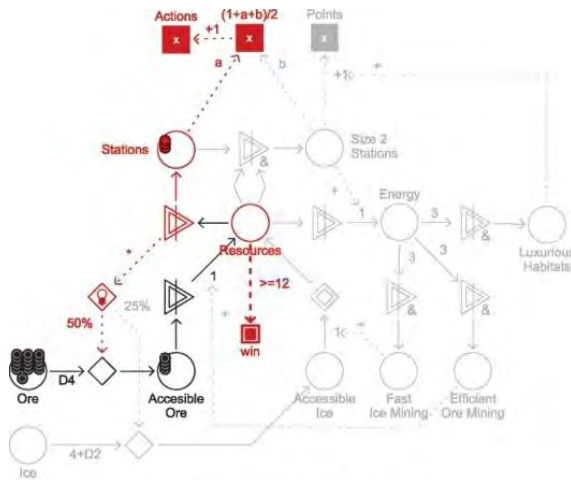 Actions
(1+a+b)/2
Points
x
x
x
+1
+1
*
a
b
Stations
Size 2
Stations
&
*
Energy
1
3
&
Luxurious
Habitats
Resources
*
3
3
1
>=12
&
&
50%
25%
*
win
1
*
D4
Ore
Accesible
Ore
Accessible
Ice
Fast
Ice Mining
Efficient
Ore Mining
4+D2
Ice